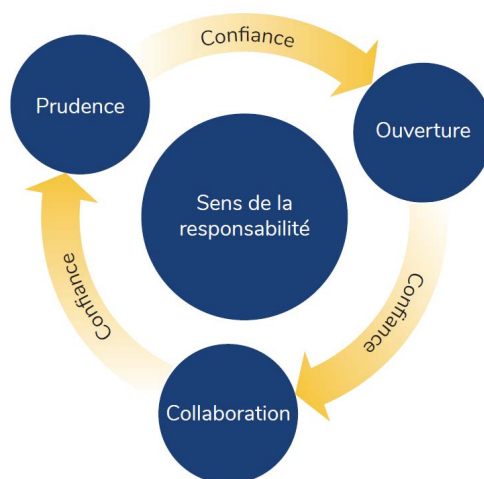 Confiance
Prudence
Ouverture
Sens de la
responsabilité
Confiance
Confiance
Collaboration